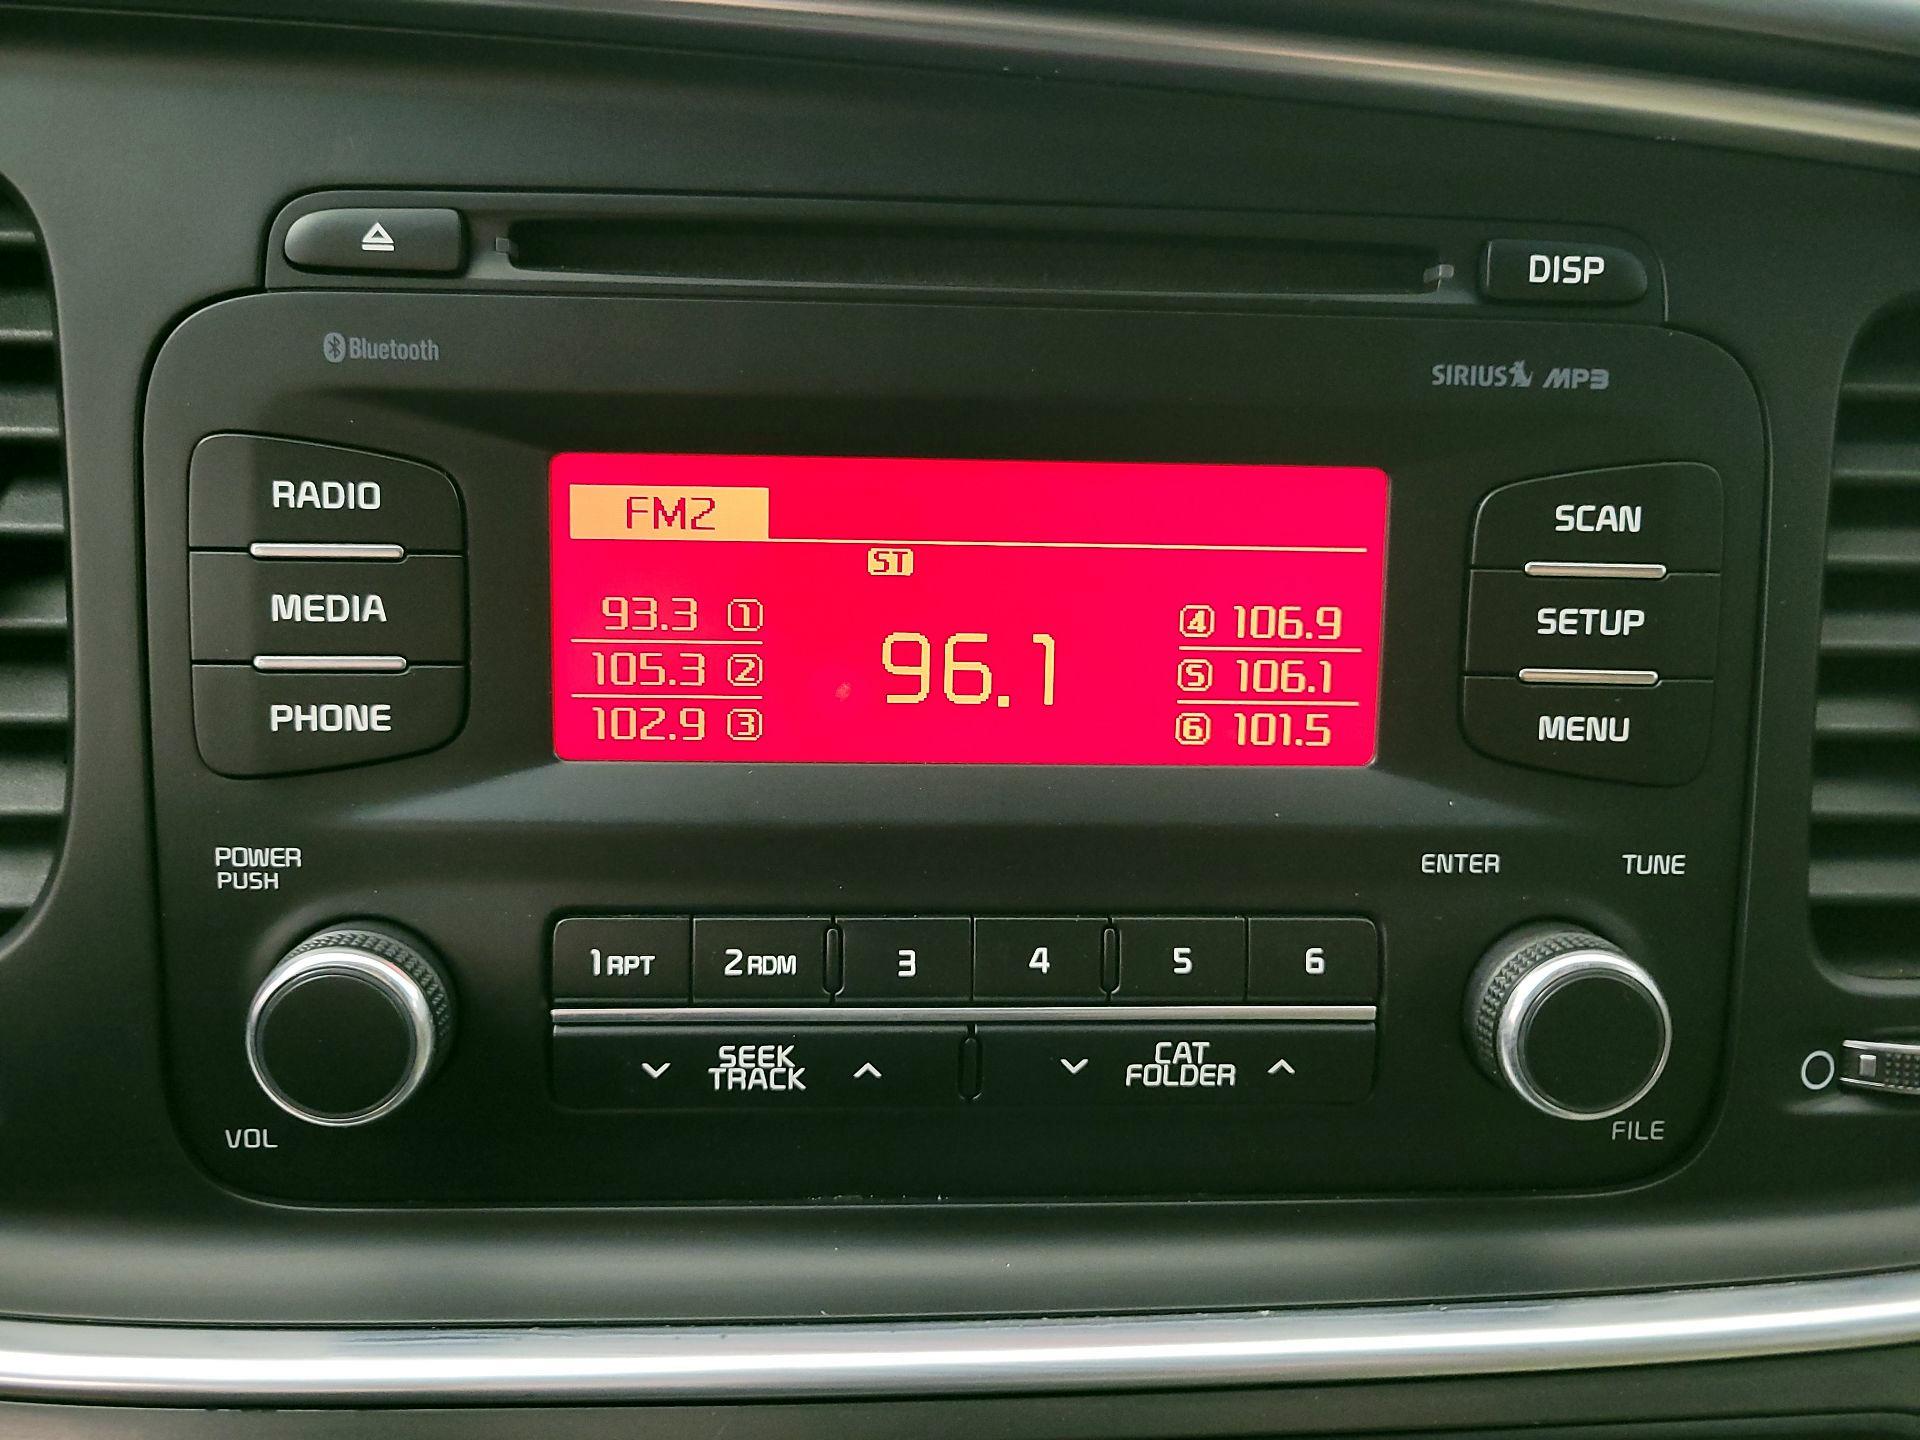 DISP
Bluetooth
SIRIUS MP3
RADIO
MEDIA
PHONE
FM2
ST
93.3 1
105.3 2
102.9 3
96.1
4 106.9
5 106.1
6 101.5
SCAN
SETUP
MENU
POWER
PUSH
VOL
1 RPT
2 RDM
3
4
5
6
SEEK
TRACK
CAT
FOLDER
ENTER
TUNE
FILE